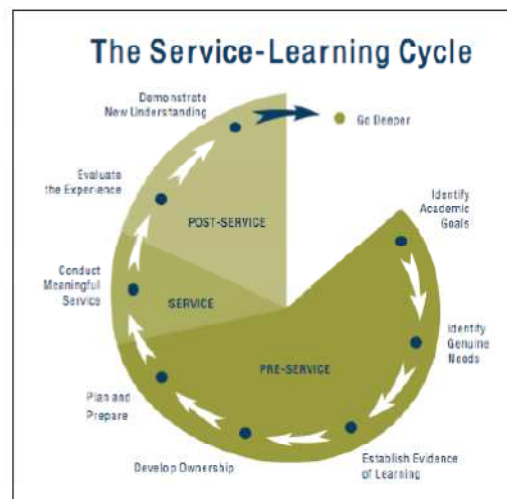 The Service-Learning Cycle
Demonstrate
New Understanding
Go Deeper
Evaluate
the Experience
Identify
Academic
Goals
POST-SERVICE
Conduct
Meaningful
Service
SERVICE
Identify
Genuine
Needs
PRE-SERVICE
Plan and
Prepare
Establish Evidence
of Learning
Develop Ownership